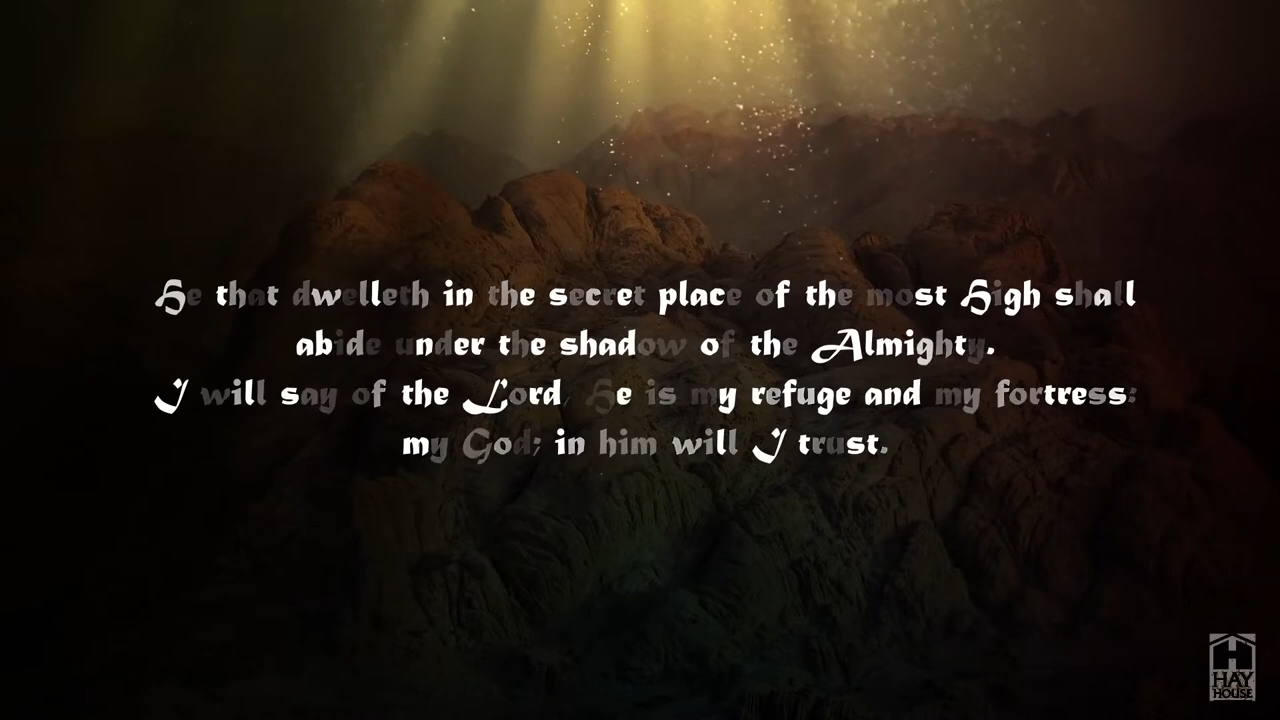 He that dwelleth in the secret place of the most High shall
abide under the shadow of the Almighty.
I will say of the Lord, He is my refuge and my fortress:
my God; in him will I trust.
HAY
HOUSE